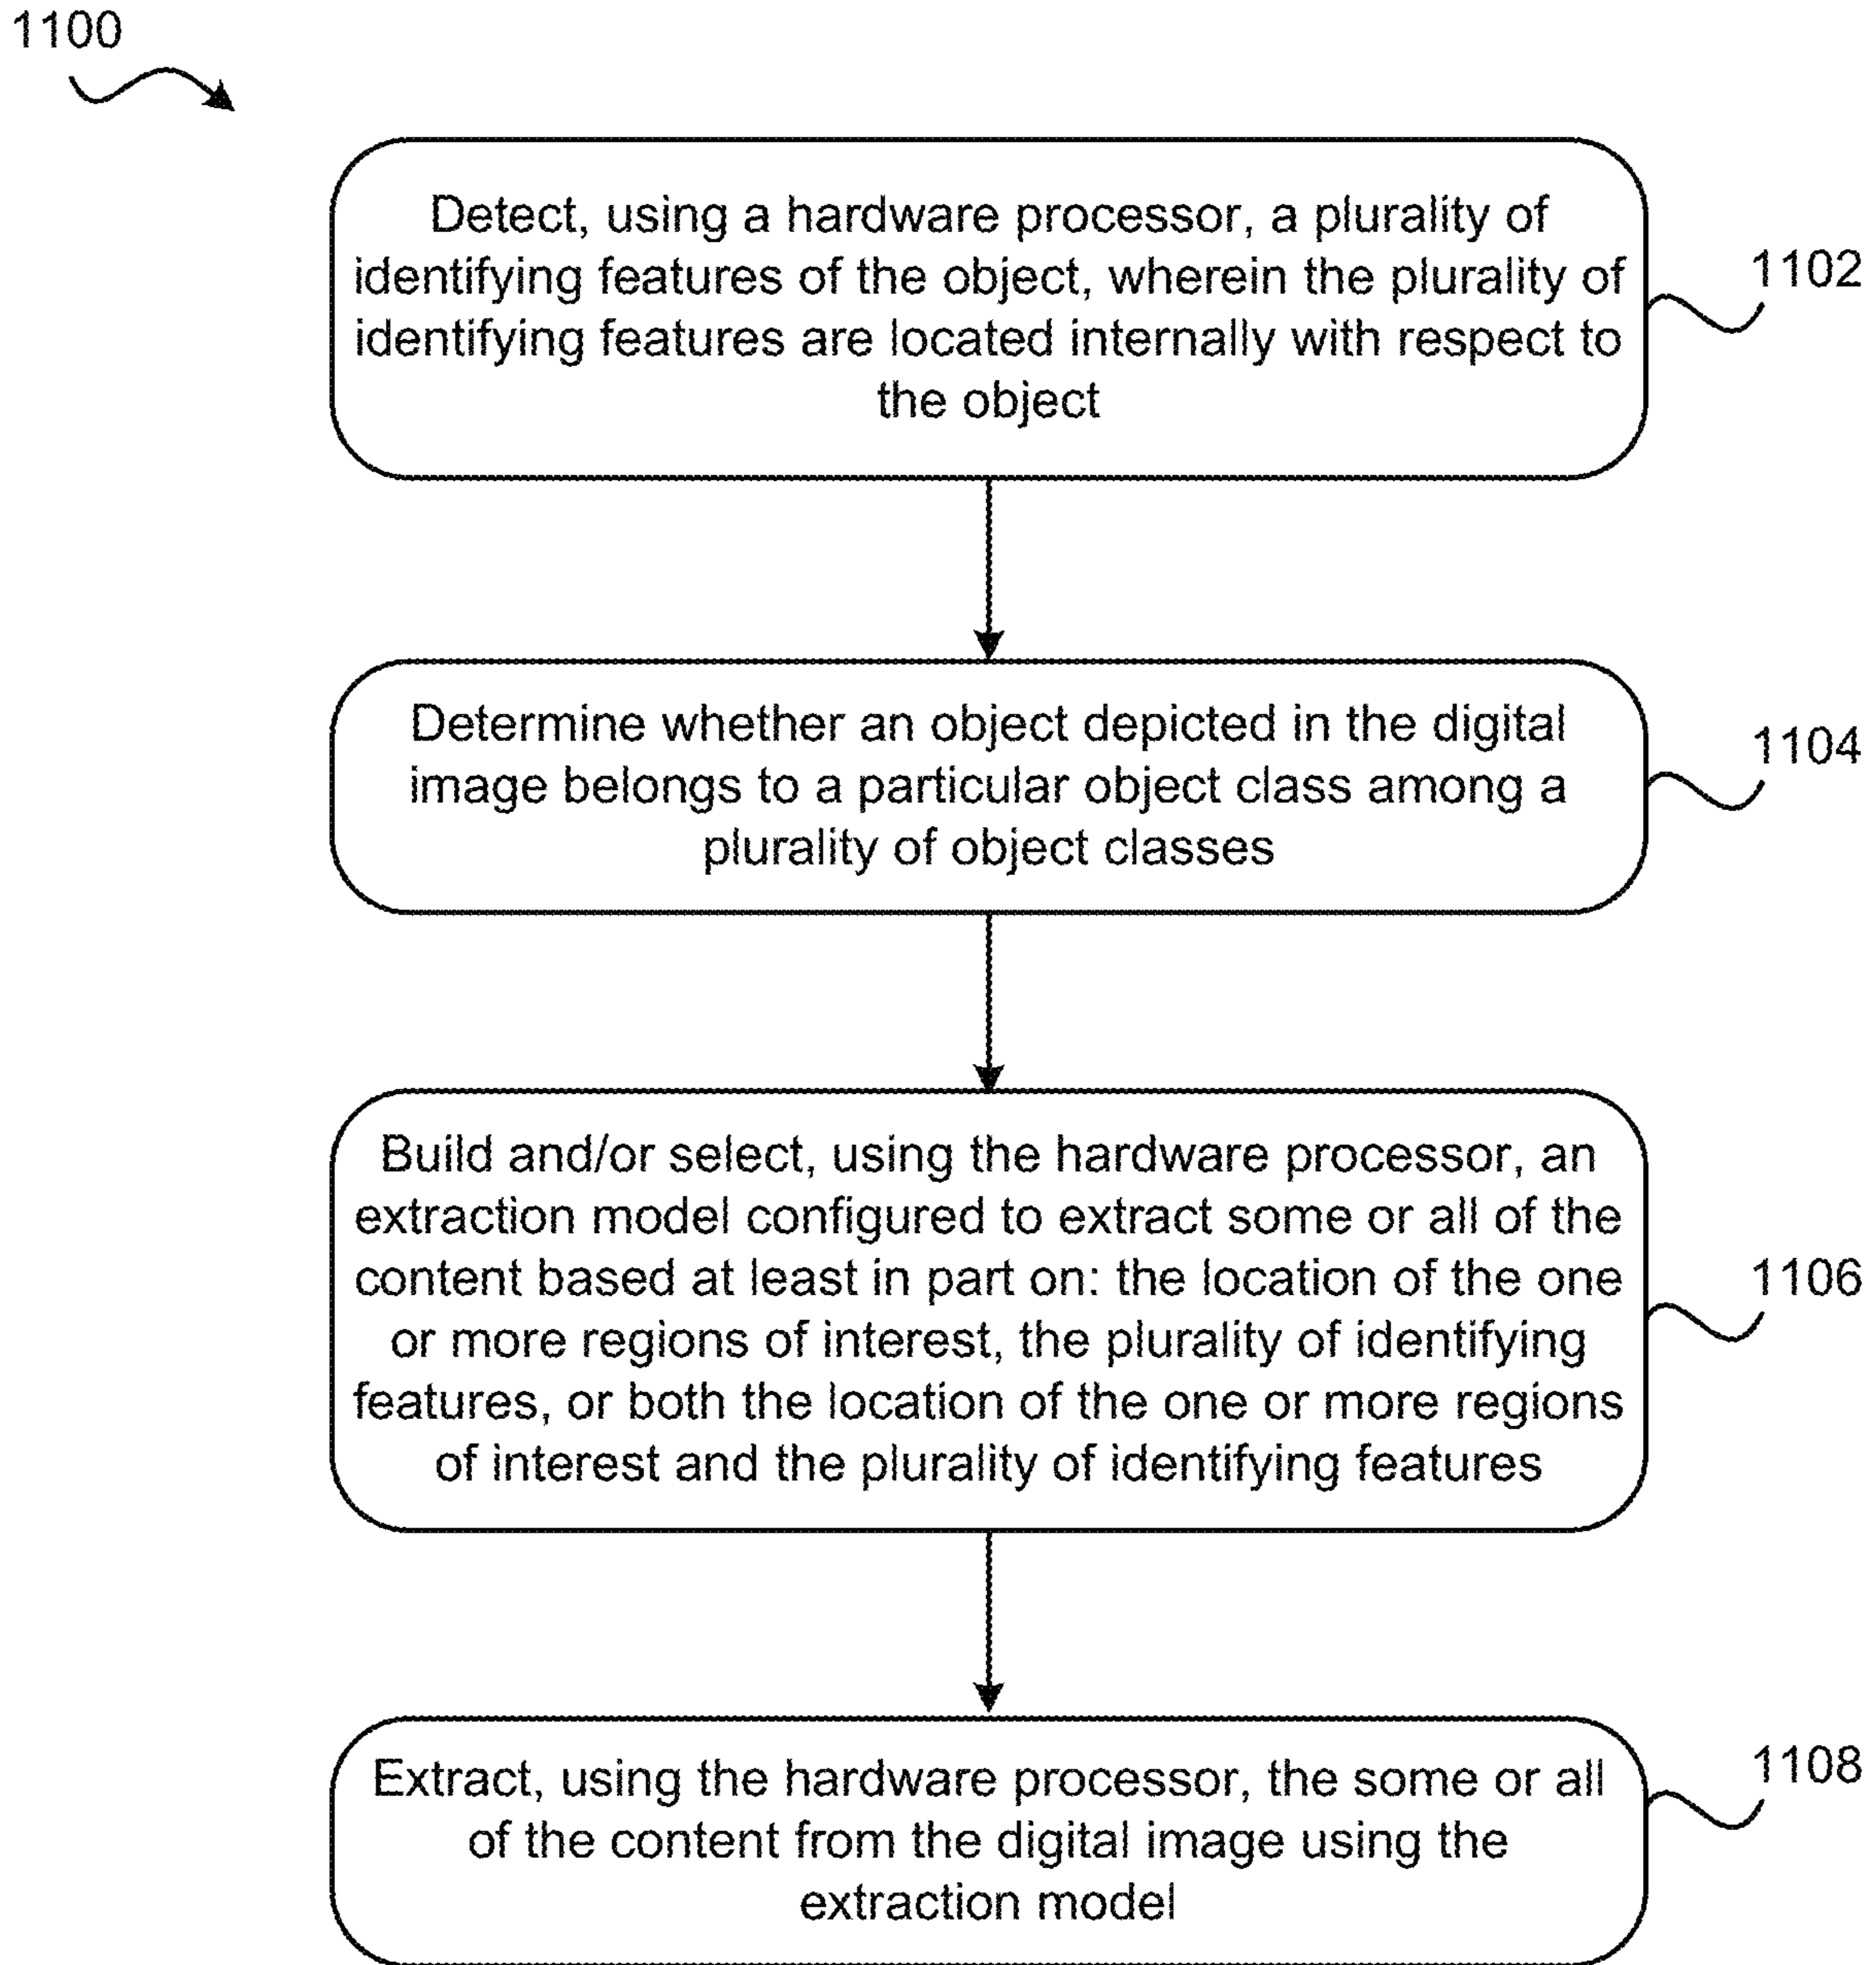 1100
Detect, using a hardware processor, a plurality of
identifying features of the object, wherein the plurality of
identifying features are located internally with respect to
the object
1102
Determine whether an object depicted in the digital
image belongs to a particular object class among a
plurality of object classes
1104
Build and/or select, using the hardware processor, an
extraction model configured to extract some or all of the
content based at least in part on: the location of the one
or more regions of interest, the plurality of identifying
features, or both the location of the one or more regions
of interest and the plurality of identifying features
1106
Extract, using the hardware processor, the some or all
of the content from the digital image using the
extraction model
1108